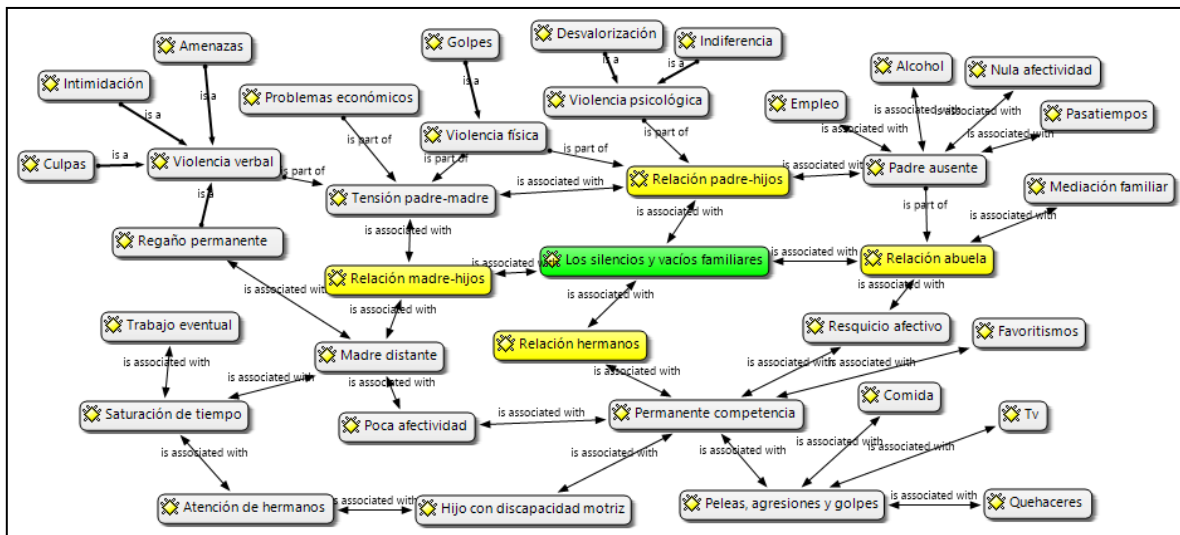 Amenazas
Golpes
Desvalorización
Indiferencia
Intimidación
is a
is a
is a
is a
is a
Alcohol
Nula afectividad
Problemas económicos
Violencia psicológica
Empleo
is associated with
is associated with
Pasatiempos
is part of
Violencia física
is part of
is associated with
is associated with
Culpas
is a
Violencia verbal
is part of
is part of
is part of
is associated with
Padre ausente
is a
Tensión padre-madre
is associated with
Relación padre-hijos
is part of
Mediación familiar
Regaño permanente
is associated with
is associated with
is associated with
Relación madre-hijos
is associated with
Los silencios y vacíos familiares
is associated with
Relación abuela
is associated with
is associated with
is associated with
Trabajo eventual
is associated with
Resquicio afectivo
Favoritismos
is associated with
Madre distante
Relación hermanos
is associated with
is associated with
is associated with
is associated with
is associated with
Comida
Saturación de tiempo
Poca afectividad
is associated with
Permanente competencia
Tv
is associated with
is associated with
is associated with
is associated with
is associated with
Atención de hermanos
is associated with
Hijo con discapacidad motriz
Peleas, agresiones y golpes
is associated with
Quehaceres